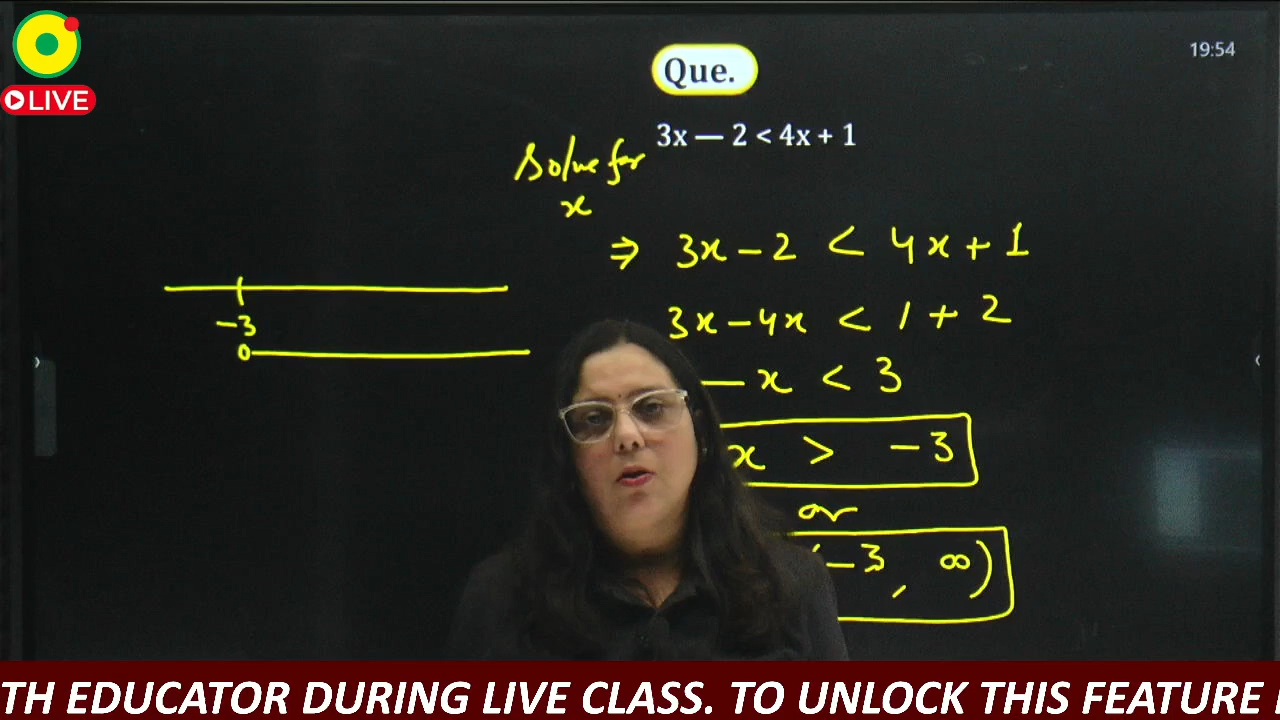 LIVE
19:54
Que.
3x — 2 < 4x + 1
Solve for
x
⇒ 3x – 2 < 4x + 1
3x – 4x < 1 + 2
– x < 3
x > – 3
or
(–3, ∞)
–3
TH EDUCATOR DURING LIVE CLASS. TO UNLOCK THIS FEATURE